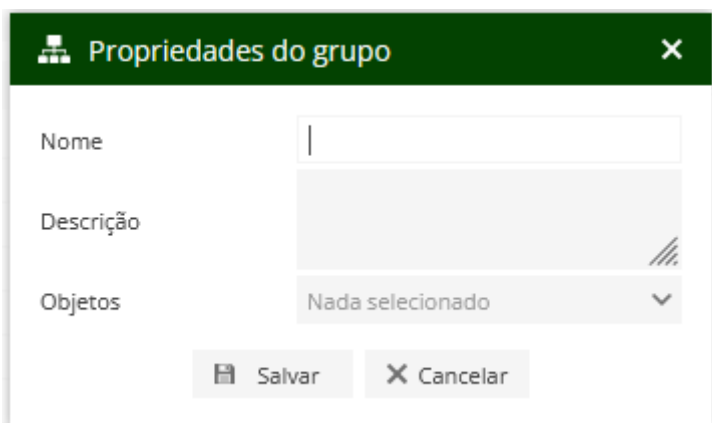 Propriedades do grupo
Nome
Descrição
Objetos Nada selecionado
Salvar Cancelar